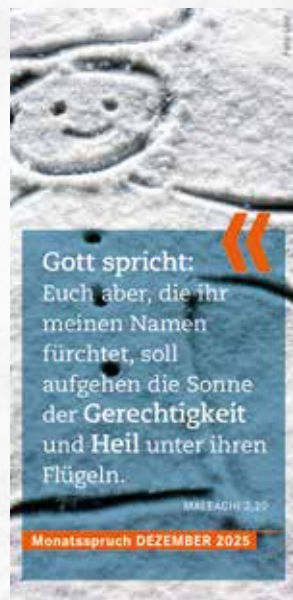 «
Gott spricht:
Euch aber, die ihr
meinen Namen
fürchtet, soll
aufgehen die Sonne
der Gerechtigkeit
und Heil unter ihren
Flügeln.
MALEACHI 3,20
Monatsspruch DEZEMBER 2025